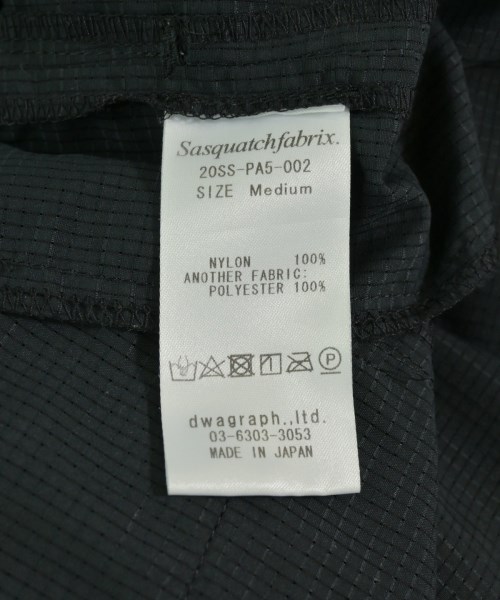 Sasquatchfabrix.
20SS-PA5-002
SIZE Medium
NYLON 100%
ANOTHER FABRIC:
POLYESTER 100%
P
dwagraph.,ltd.
03-6303-3053
MADE IN JAPAN